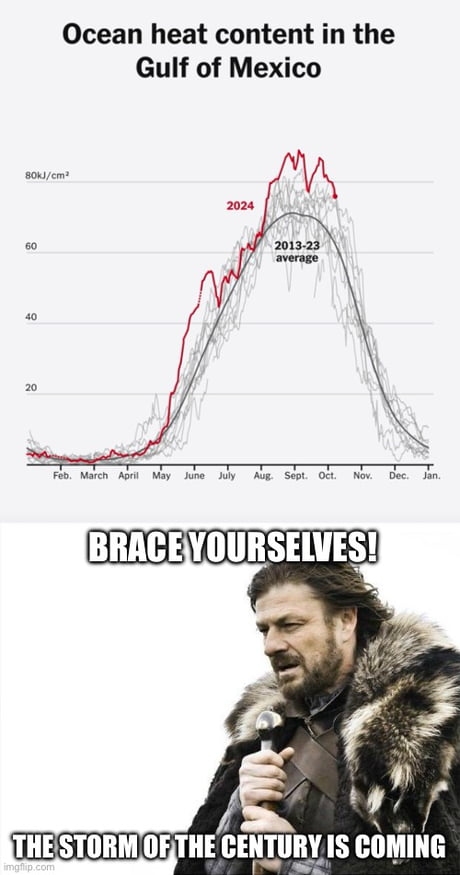 Ocean heat content in the
Gulf of Mexico
80kJ/cm²
2024
60
2013-23
average
40
20
Feb. March April May June July Aug. Sept. Oct. Nov. Dec. Jan.
BRACE YOURSELVES!
THE STORM OF THE CENTURY IS COMING
imgflip.com